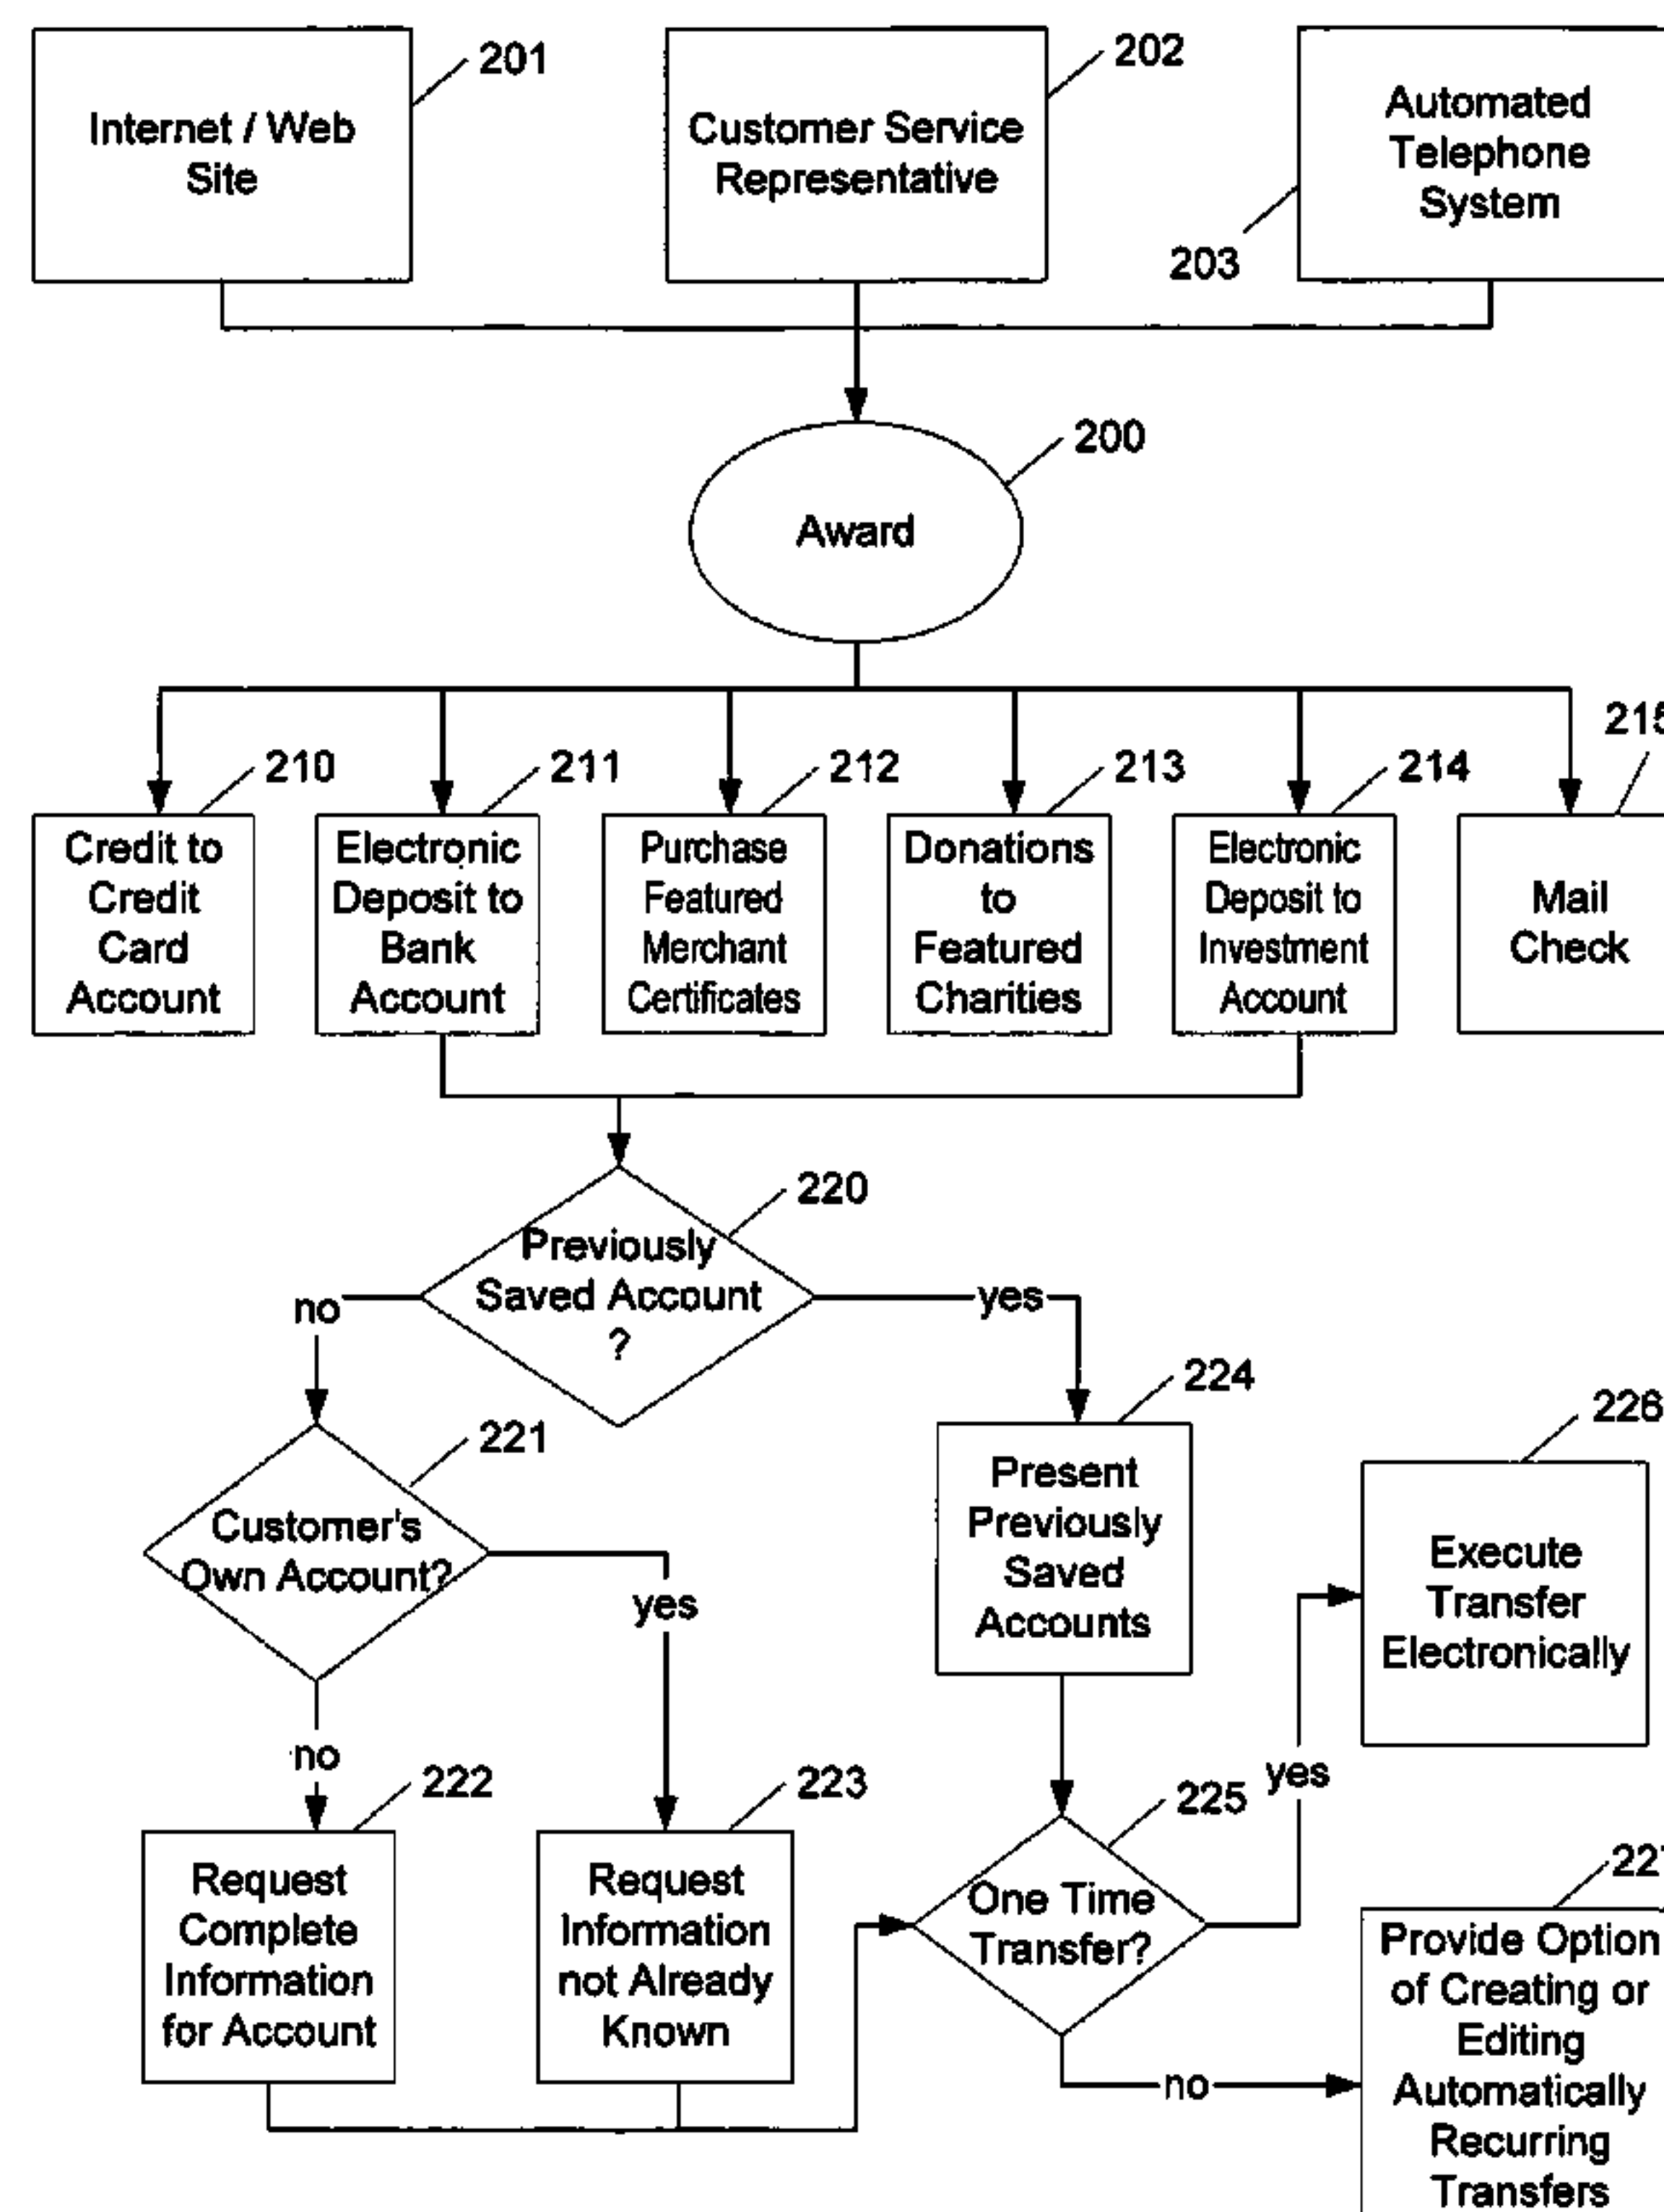 201
Internet / Web
Site
202
Customer Service
Representative
Automated
Telephone
System
203
200
Award
210
Credit to
Credit
Card
Account
211
Electronic
Deposit to
Bank
Account
212
Purchase
Featured
Merchant
Certificates
213
Donations
to
Featured
Charities
214
Electronic
Deposit to
Investment
Account
215
Mail
Check
220
Previously
Saved Account
?
no
yes
221
Customer's
Own Account?
yes
no
224
Present
Previously
Saved
Accounts
226
Execute
Transfer
Electronically
222
Request
Complete
Information
for Account
223
Request
Information
not Already
Known
225
One Time
Transfer?
yes
no
Provide Option
of Creating or
Editing
Automatically
Recurring
Transfers